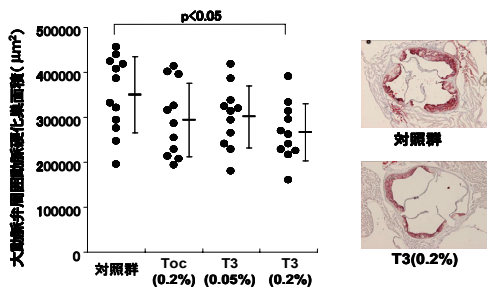 p<0.05
大動脈弁周囲動脈硬化巣面積(μm²)
500000
400000
300000
200000
100000
0
対照群
Toc
(0.2%)
T3
(0.05%)
T3
(0.2%)
対照群
T3(0.2%)